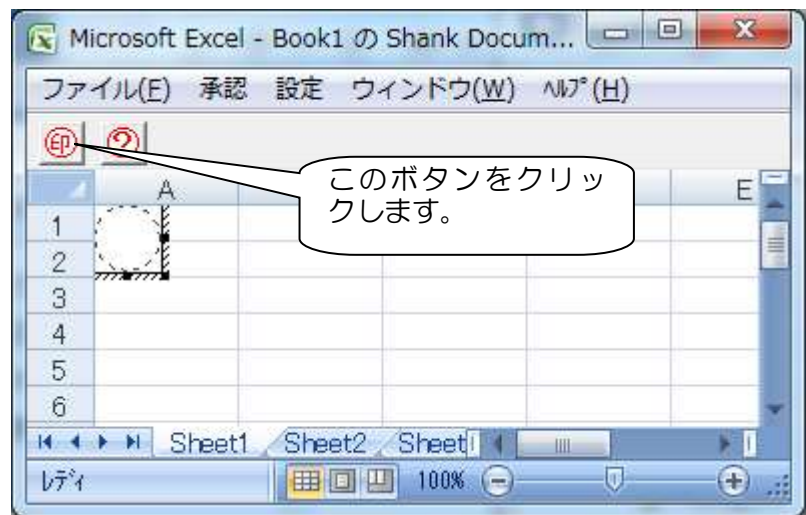 Microsoft Excel - Book1 の Shank Docum...
ファイル(F) 承認 設定 ウィンドウ(W) ﾍﾙﾌﾟ(H)
印 ?
このボタンをクリッ
クします。
A E
1
2
3
4
5
6
Sheet1 Sheet2 Sheet
ﾚﾃﾞｨ 100%